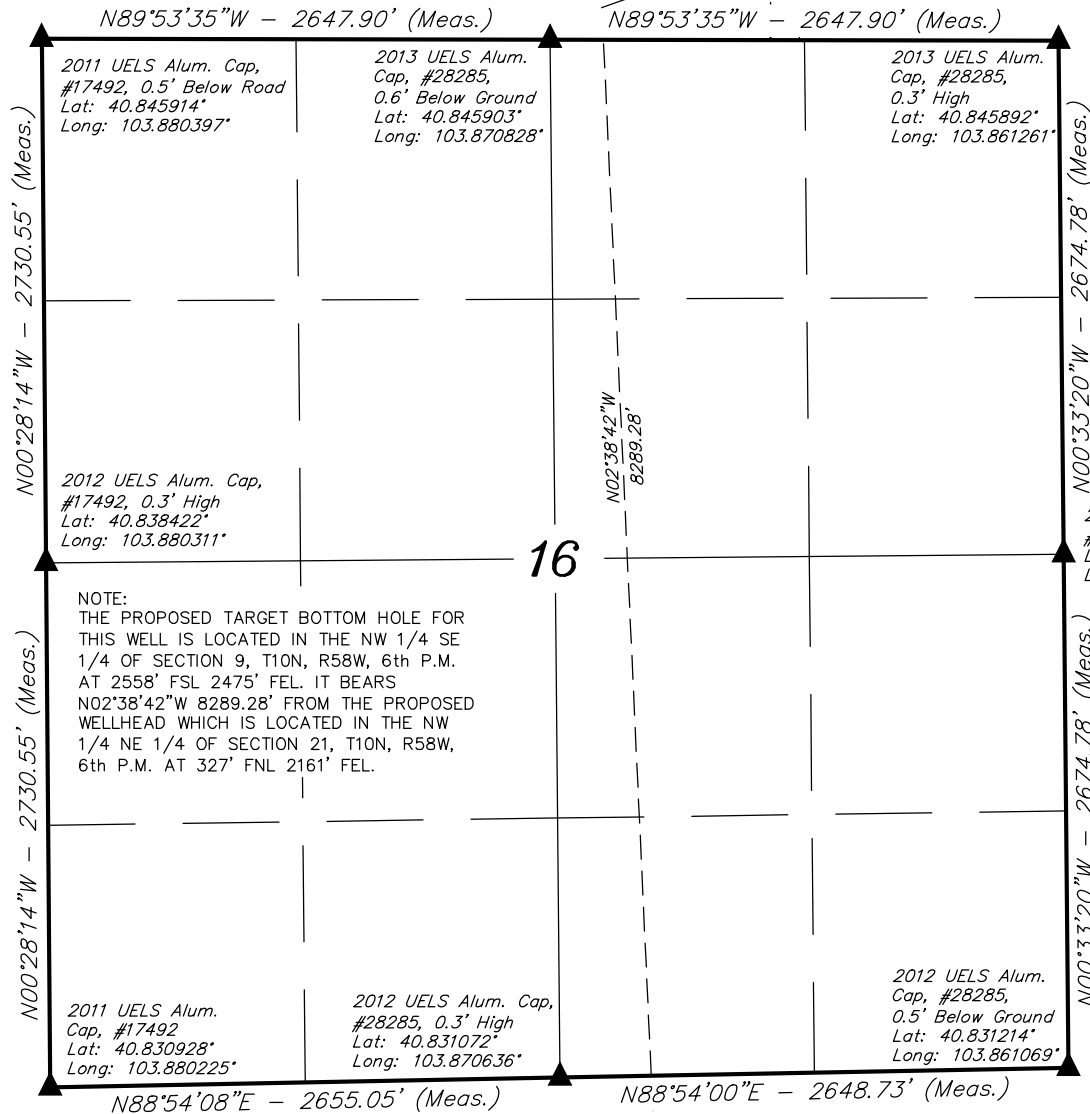 N89°53'35"W - 2647.90' (Meas.)
N89°53'35"W - 2647.90' (Meas.)
2011 UELS Alum. Cap,
#17492, 0.5' Below Road
Lat: 40.845914°
Long: 103.880397°
2013 UELS Alum.
Cap, #28285,
0.6' Below Ground
Lat: 40.845903°
Long: 103.870828°
2013 UELS Alum.
Cap, #28285,
0.3' High
Lat: 40.845892°
Long: 103.861261°
N00°28'14"W - 2730.55' (Meas.)
N00°33'20"W - 2674.78' (Meas.)
N02°38'42"W
8289.28'
2012 UELS Alum. Cap,
#17492, 0.3' High
Lat: 40.838422°
Long: 103.880311°
16
NOTE:
THE PROPOSED TARGET BOTTOM HOLE FOR
THIS WELL IS LOCATED IN THE NW 1/4 SE
1/4 OF SECTION 9, T10N, R58W, 6th P.M.
AT 2558' FSL 2475' FEL. IT BEARS
N02°38'42"W 8289.28' FROM THE PROPOSED
WELLHEAD WHICH IS LOCATED IN THE NW
1/4 NE 1/4 OF SECTION 21, T10N, R58W,
6th P.M. AT 327' FNL 2161' FEL.
N00°28'14"W - 2730.55' (Meas.)
N00°33'20"W - 2674.78' (Meas.)
2011 UELS Alum.
Cap, #17492
Lat: 40.830928°
Long: 103.880225°
2012 UELS Alum. Cap,
#28285, 0.3' High
Lat: 40.831072°
Long: 103.870636°
2012 UELS Alum.
Cap, #28285,
0.5' Below Ground
Lat: 40.831214°
Long: 103.861069°
N88°54'08"E - 2655.05' (Meas.)
N88°54'00"E - 2648.73' (Meas.)